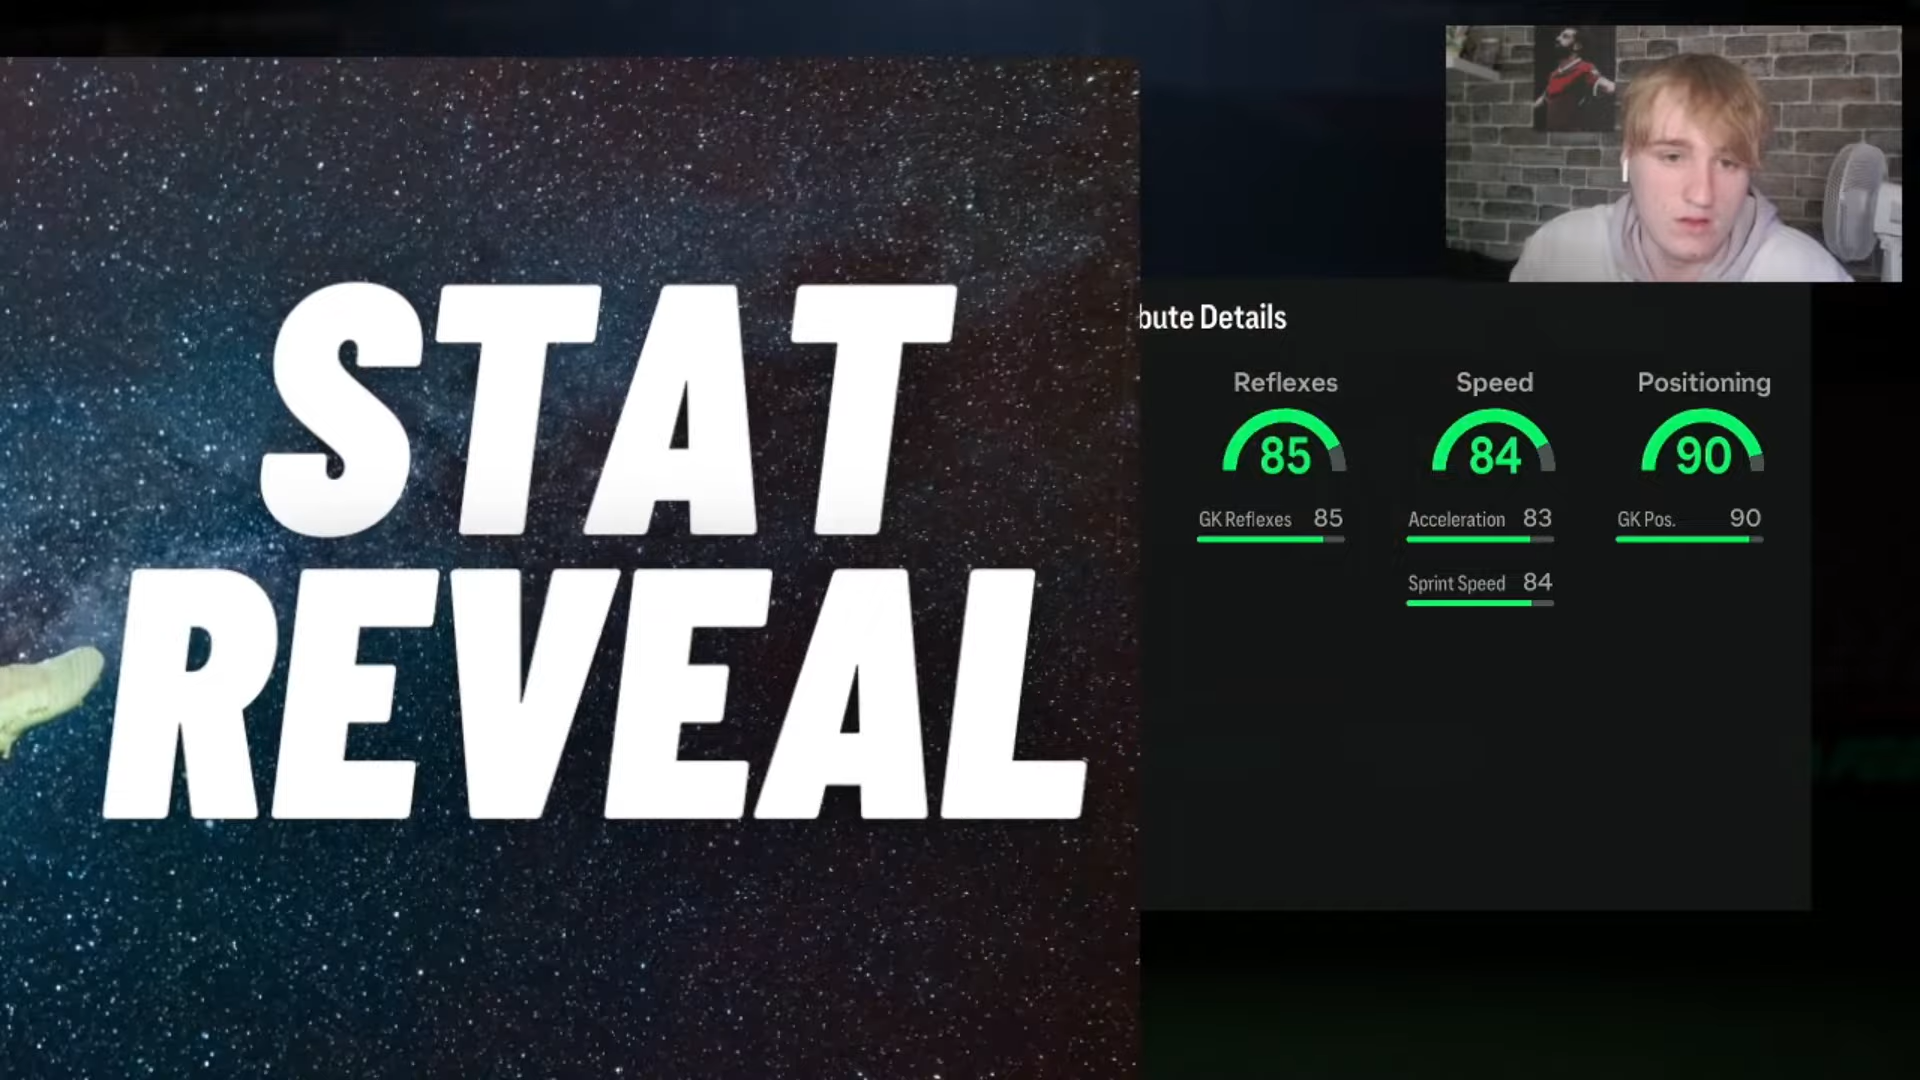 STAT
REVEAL
bute Details
Reflexes Speed Positioning
85 84 90
GK Reflexes 85 Acceleration 83 GK Pos. 90
Sprint Speed 84